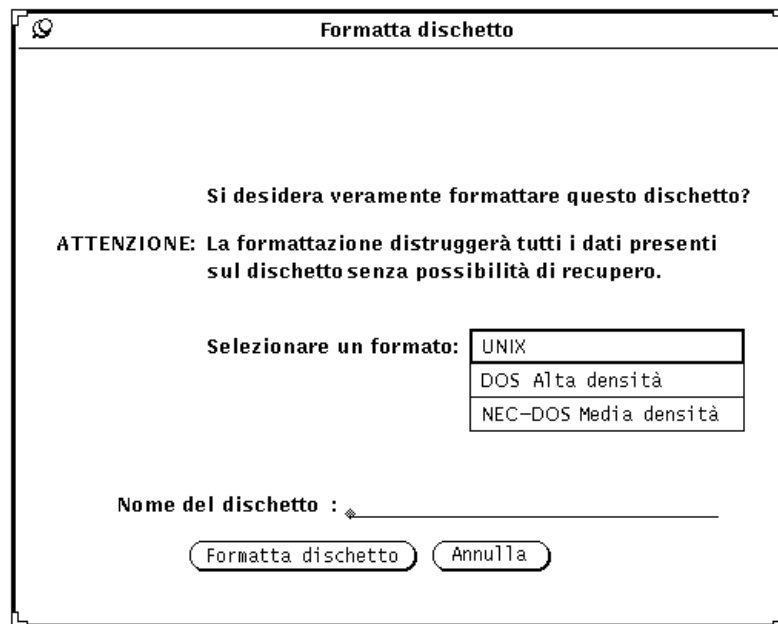 Formatta dischetto
Si desidera veramente formattare questo dischetto?
ATTENZIONE: La formattazione distruggerà tutti i dati presenti
sul dischetto senza possibilità di recupero.
Selezionare un formato: UNIX
DOS Alta densità
NEC-DOS Media densità
Nome del dischetto :
Formatta dischetto Annulla